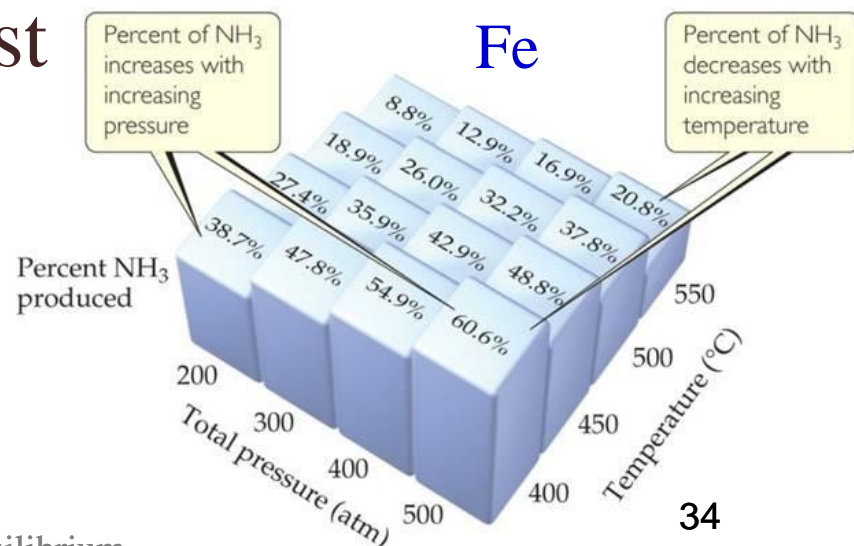 st
Fe
Percent of NH₃
increases with
increasing
pressure
Percent of NH₃
decreases with
increasing
temperature
8.8% 12.9% 16.9% 20.8%
18.9% 26.0% 32.2% 37.8%
27.4% 35.9% 42.9% 48.8%
38.7% 47.8% 54.9% 60.6%
Percent NH₃
produced
200
300
400
500
Total pressure (atm)
400
450
500
550
Temperature (°C)
34